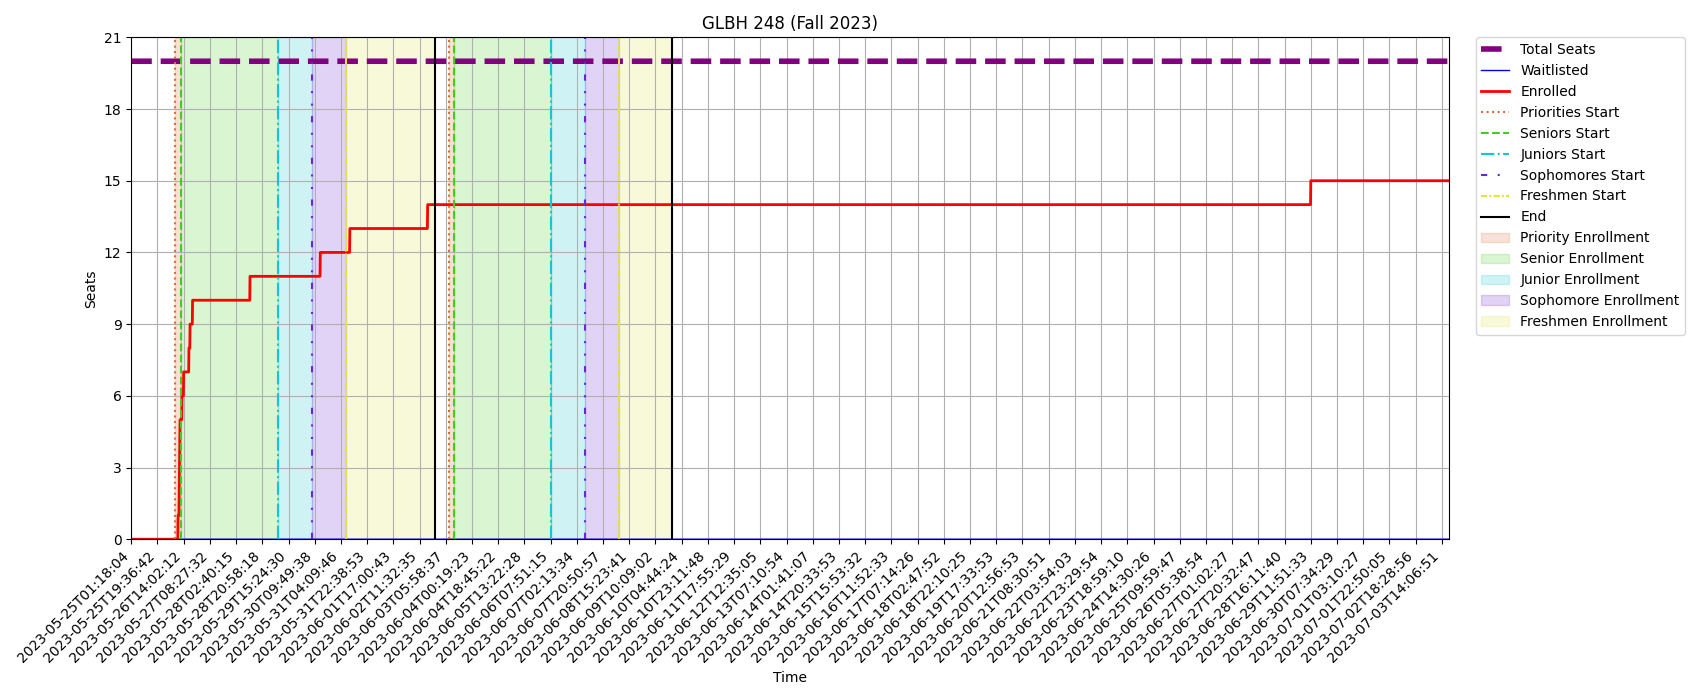 GLBH 248 (Fall 2023)
Seats
21
18
15
12
9
6
3
0
2023-05-25T01:18:04
2023-05-25T19:36:42
2023-05-26T14:02:12
2023-05-27T08:27:32
2023-05-28T02:40:15
2023-05-28T20:58:18
2023-05-29T15:24:30
2023-05-30T09:49:38
2023-05-31T04:09:46
2023-05-31T22:38:53
2023-06-01T17:00:43
2023-06-02T11:32:35
2023-06-03T05:58:37
2023-06-04T00:19:23
2023-06-04T18:45:22
2023-06-05T13:22:28
2023-06-06T07:51:15
2023-06-07T02:13:34
2023-06-07T20:50:57
2023-06-08T15:23:41
2023-06-09T10:09:02
2023-06-10T04:44:24
2023-06-10T23:11:48
2023-06-11T17:55:29
2023-06-12T12:35:05
2023-06-13T07:10:54
2023-06-14T01:41:07
2023-06-14T20:33:53
2023-06-15T15:53:32
2023-06-16T11:52:33
2023-06-17T07:14:26
2023-06-18T02:47:52
2023-06-18T22:10:25
2023-06-19T17:33:53
2023-06-20T12:56:53
2023-06-21T08:30:51
2023-06-22T03:54:03
2023-06-22T23:29:54
2023-06-23T18:59:10
2023-06-24T14:30:26
2023-06-25T09:59:47
2023-06-26T05:38:54
2023-06-27T01:02:27
2023-06-27T20:32:47
2023-06-28T16:11:40
2023-06-29T11:51:33
2023-06-30T07:34:29
2023-07-01T03:10:27
2023-07-01T22:50:05
2023-07-02T18:28:56
2023-07-03T14:06:51
Time
Total Seats
Waitlisted
Enrolled
Priorities Start
Seniors Start
Juniors Start
Sophomores Start
Freshmen Start
End
Priority Enrollment
Senior Enrollment
Junior Enrollment
Sophomore Enrollment
Freshmen Enrollment